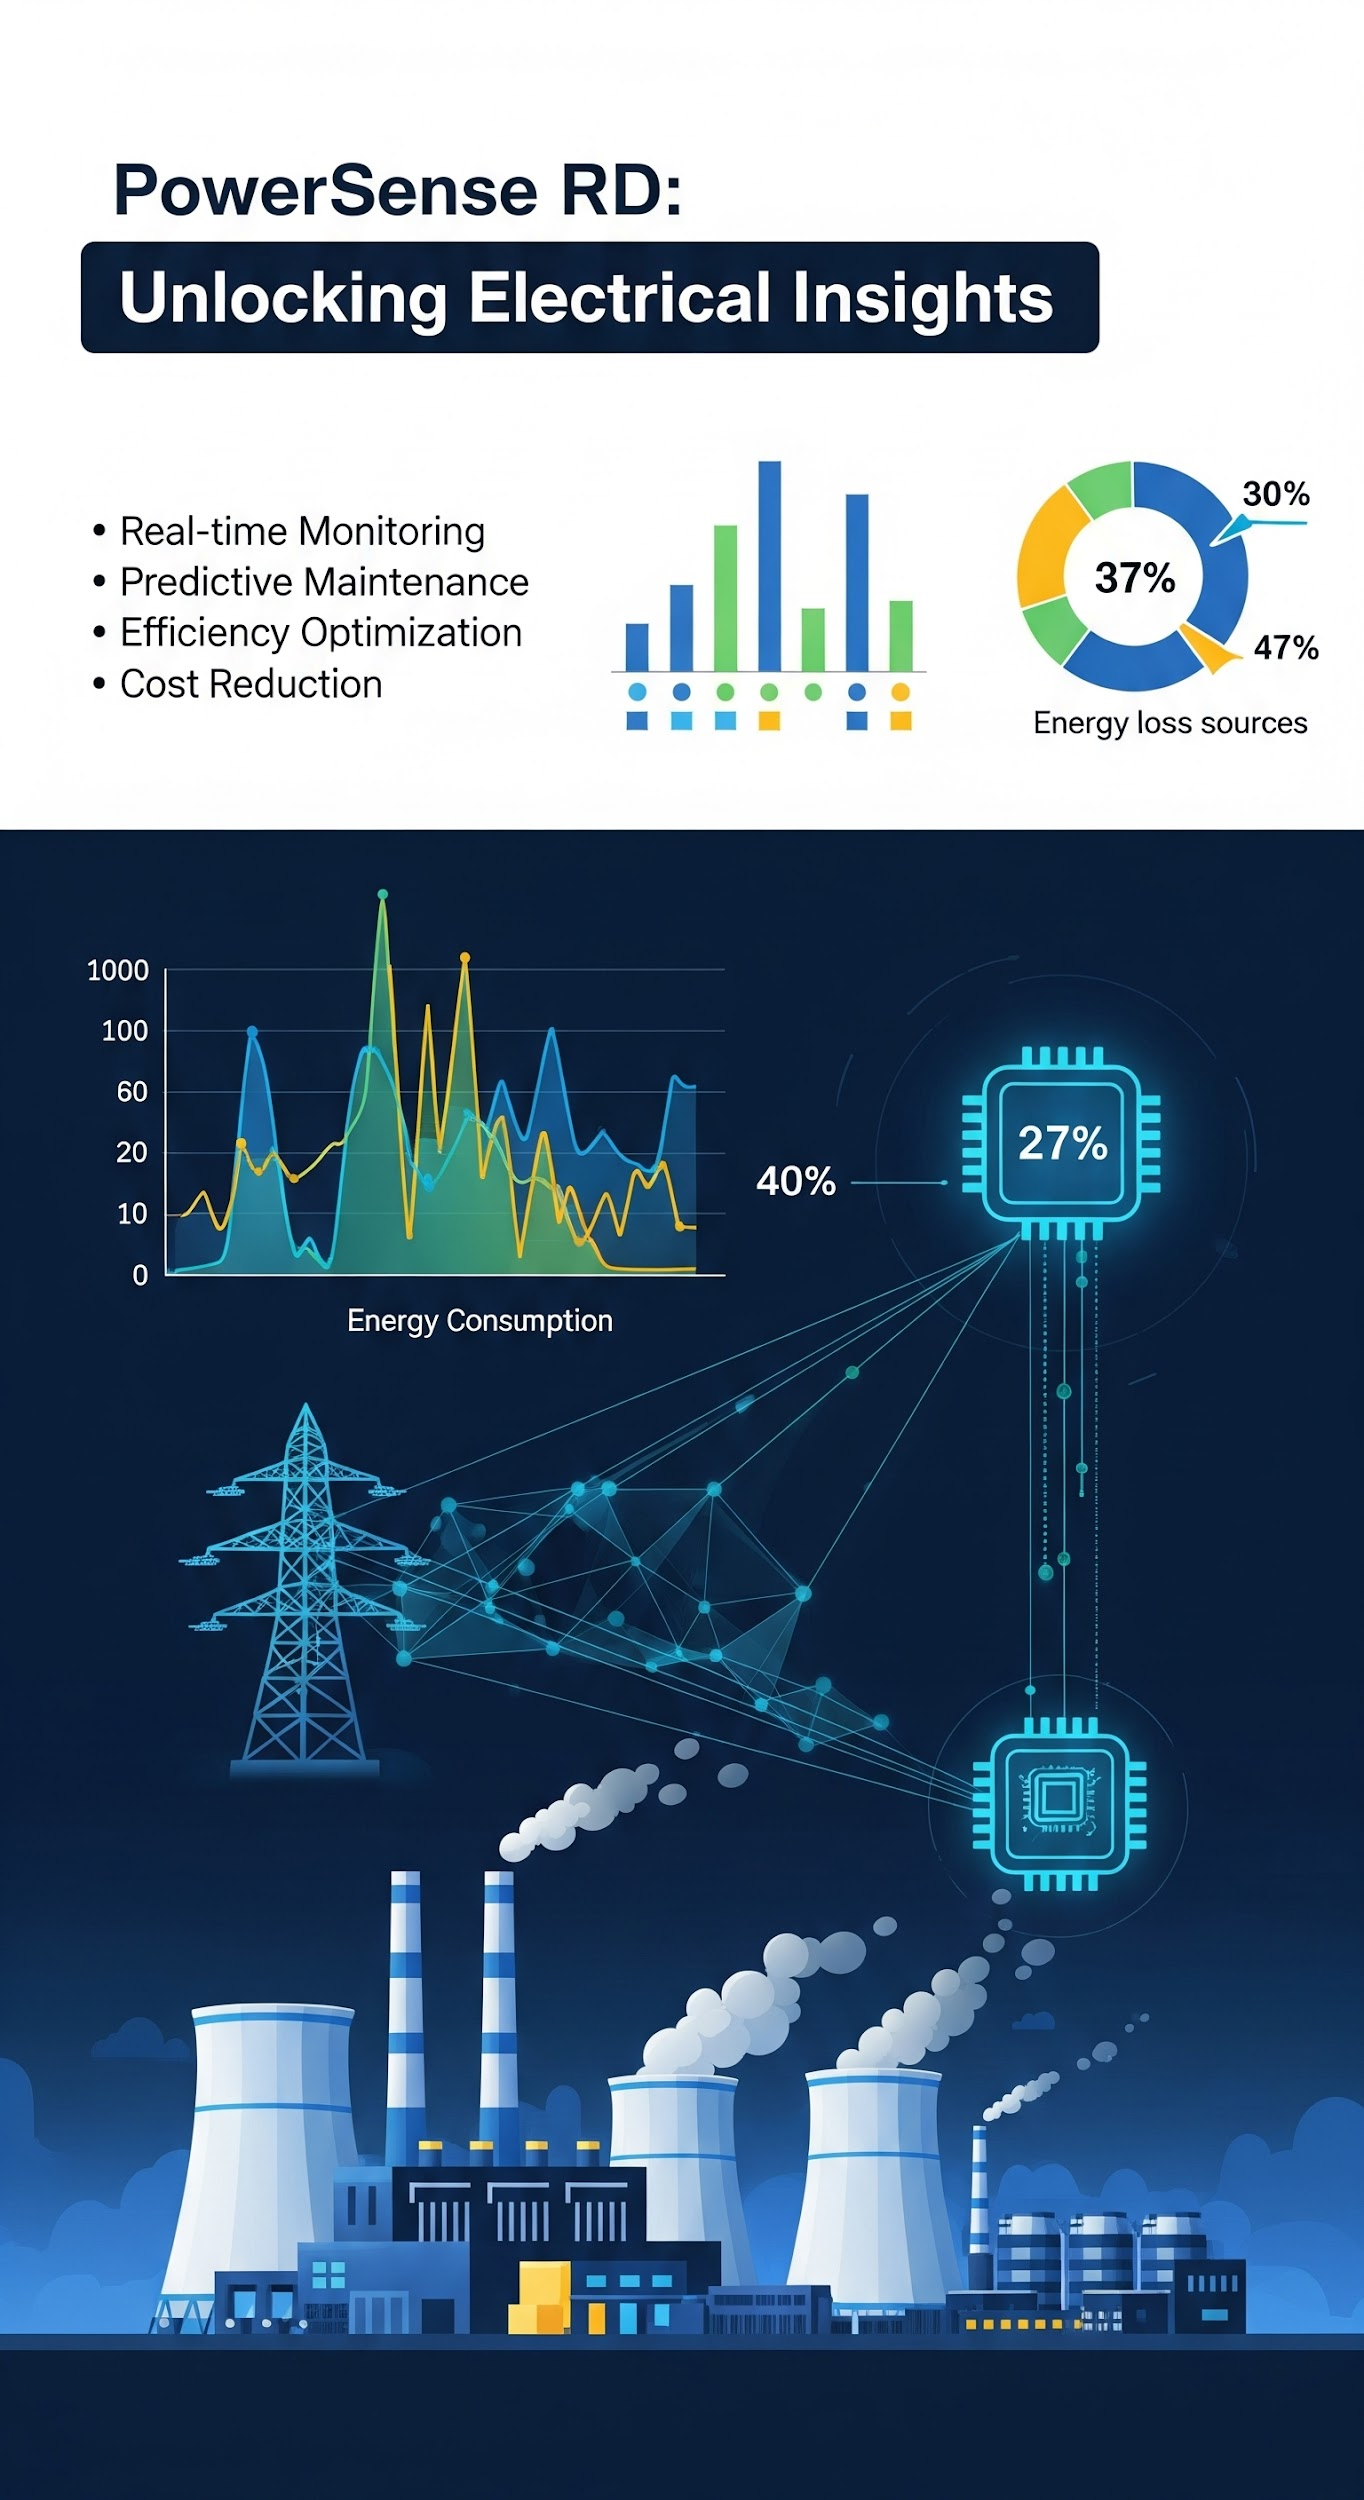 PowerSense RD:
Unlocking Electrical Insights
• Real-time Monitoring
• Predictive Maintenance
• Efficiency Optimization
• Cost Reduction
30%
37%
47%
Energy loss sources
1000
100
60
20
10
0
Energy Consumption
27%
40%